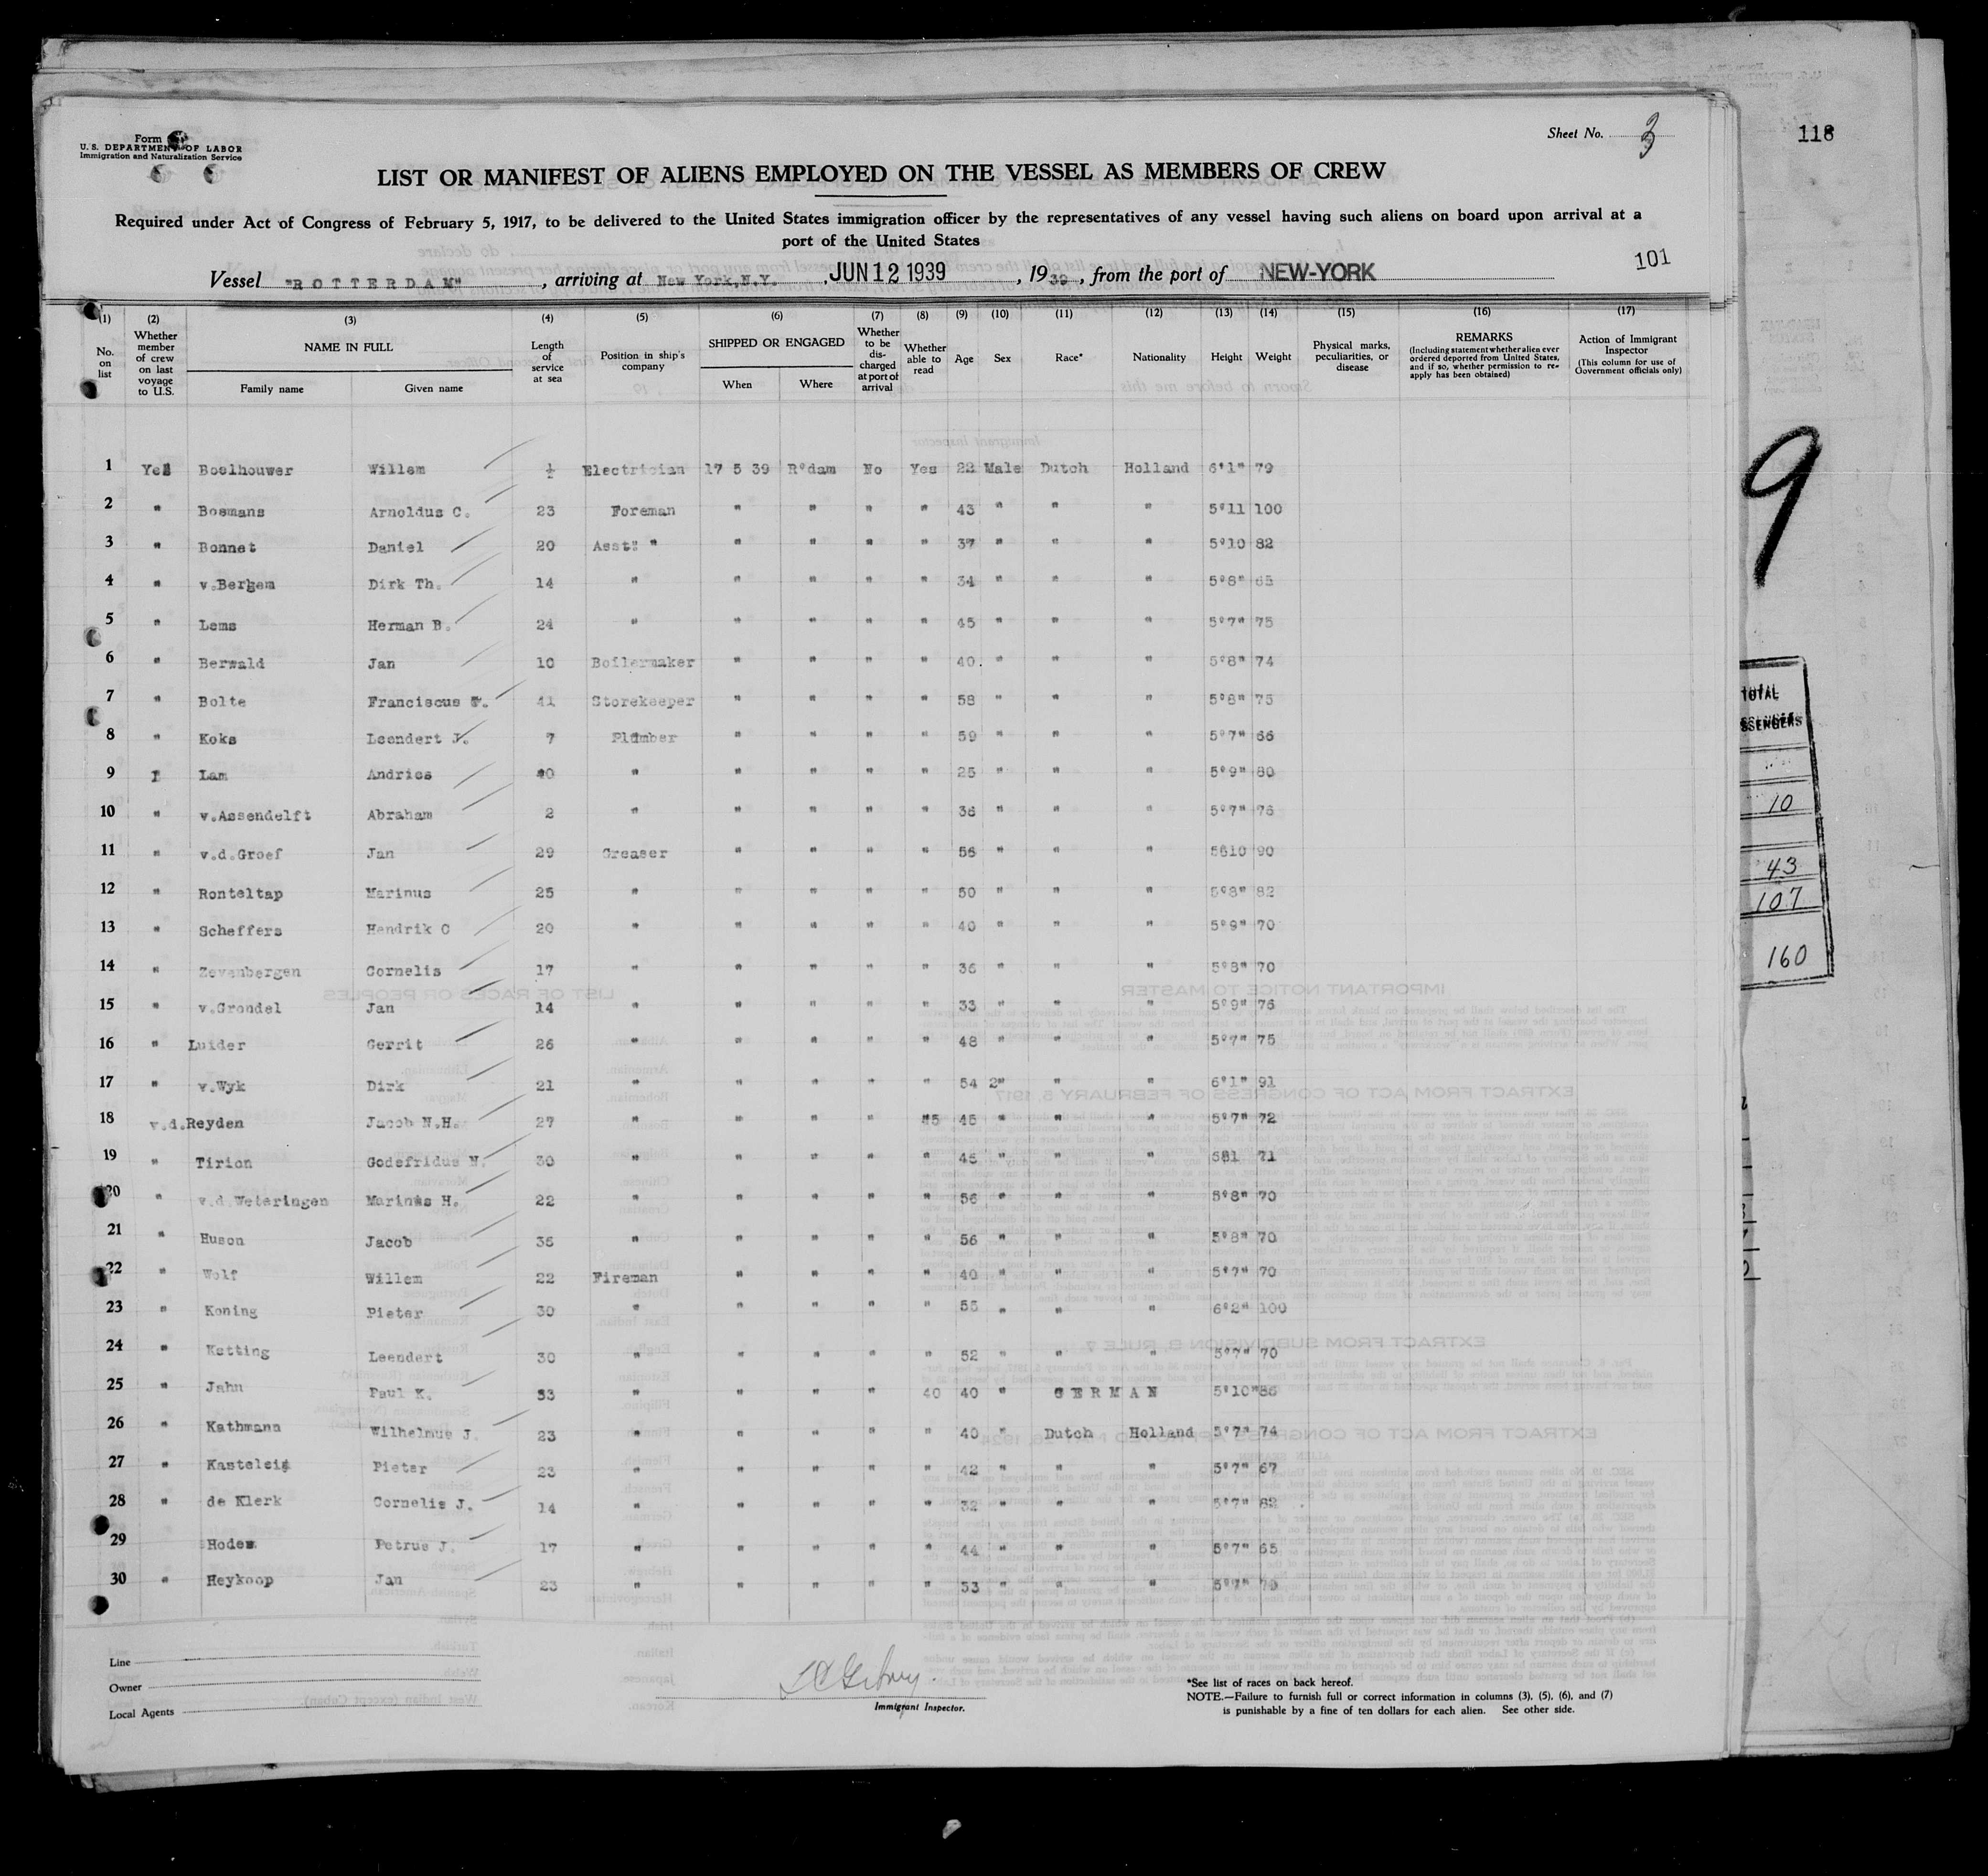 Form
U. S. DEPARTMENT OF LABOR
Immigration and Naturalization Service
Sheet No. 3
118
LIST OR MANIFEST OF ALIENS EMPLOYED ON THE VESSEL AS MEMBERS OF CREW
Required under Act of Congress of February 5, 1917, to be delivered to the United States immigration officer by the representatives of any vessel having such aliens on board upon arrival at a
port of the United States
101
Vessel "ROTTERDAM", arriving at New York,N.Y., JUN 12 1939, 1939, from the port of NEW-YORK
(1) (2) (3) (4) (5) (6) (7) (8) (9) (10) (11) (12) (13) (14) (15) (16) (17)
No. on list
Whether member of crew on last voyage to U.S.
NAME IN FULL
Family name Given name
Length of service at sea
Position in ship's company
SHIPPED OR ENGAGED
When Where
Whether to be discharged at port of arrival
Whether able to read
Age Sex Race* Nationality Height Weight
Physical marks, peculiarities, or disease
REMARKS
(Including statement whether alien ever ordered deported from United States, and if so, whether permission to reapply has been obtained)
Action of Immigrant Inspector
(This column for use of Government officials only)
1 Yes Boelhouwer Willem ½ Electrician 17 5 39 R°dam No Yes 22 Male Dutch Holland 6°1" 79
2 " Bosmans Arnoldus C. 23 Foreman " " " " 43 " " " 5°11 100
3 " Bonnet Daniel 20 Asst: " " " " " 37 " " " 5°10 82
4 " v.Bergem Dirk Th. 14 " " " " " 34 " " " 5°8" 65
5 " Lems Herman B. 24 " " " " " 45 " " " 5°7" 75
6 " Berwald Jan 10 Boilermaker " " " " 40. " " " 5°8" 74
7 " Bolte Franciscus T. 41 Storekeeper " " " " 58 " " " 5°8" 75
8 " Koks Leendert J. 7 Plumber " " " " 59 " " " 5°7" 66
9 Lam Andries 40 " " " " " 25 " " " 5°9" 80
10 " v.Assendelft Abraham 2 " " " " " 36 " " " 5°7" 76
11 " v.d.Groef Jan 29 Greaser " " " " 56 " " " 5610 90
12 " Ronteltap Marinus 25 " " " " " 50 " " " 5°8" 82
13 " Scheffers Hendrik C 20 " " " " " 40 " " " 5°9" 70
14 " Zevenbergen Cornelis 17 " " " " " 36 " " " 5°8" 70
15 " v.Grondel Jan 14 " " " " " 33 " " " 5°9" 76
16 " Luider Gerrit 26 " " " " " 48 " " " 5°7" 75
17 " v.Wyk Dirk 21 " " " " " 54 2" " " 6°1" 91
18 v.d.Reyden Jacob N.H. 27 " " " " "5 45 " " " 5°7" 72
19 " Tirion Godefridus N. 30 " " " " " 45 " " " 581 71
20 " v.d.Weteringen Marinus H. 22 " " " " " 56 " " " 5°8" 70
21 " Huson Jacob 35 " " " " " 56 " " " 5°8" 70
22 " Wolf Willem 22 Fireman " " " " 40 " " " 5°7" 70
23 " Koning Pieter 30 " " " " " 55 " " " 6°2" 100
24 " Ketting Leendert 30 " " " " " 52 " " " 5°7" 70
25 " Jahn Paul K. 33 " " " " 40 40 " GERMAN 5°10"86
26 " Kathmann Wilhelmus J. 23 " " " " " 40 " Dutch Holland 5°7" 74
27 " Kastelein Pieter 23 " " " " " 42 " " " 5°7" 67
28 " de Klerk Cornelis J. 14 " " " " " 32 " " " 5°7" 82
29 Hodes Petrus J. 17 " " " " " 44 " " " 5°7" 65
30 " Heykoop Jan 23 " " " " " 53 " " " 5°7" 70
9
TOTAL
10
43
107
160
Line
Owner
Local Agents
Immigrant Inspector.
*See list of races on back hereof.
NOTE.—Failure to furnish full or correct information in columns (3), (5), (6), and (7)
is punishable by a fine of ten dollars for each alien. See other side.